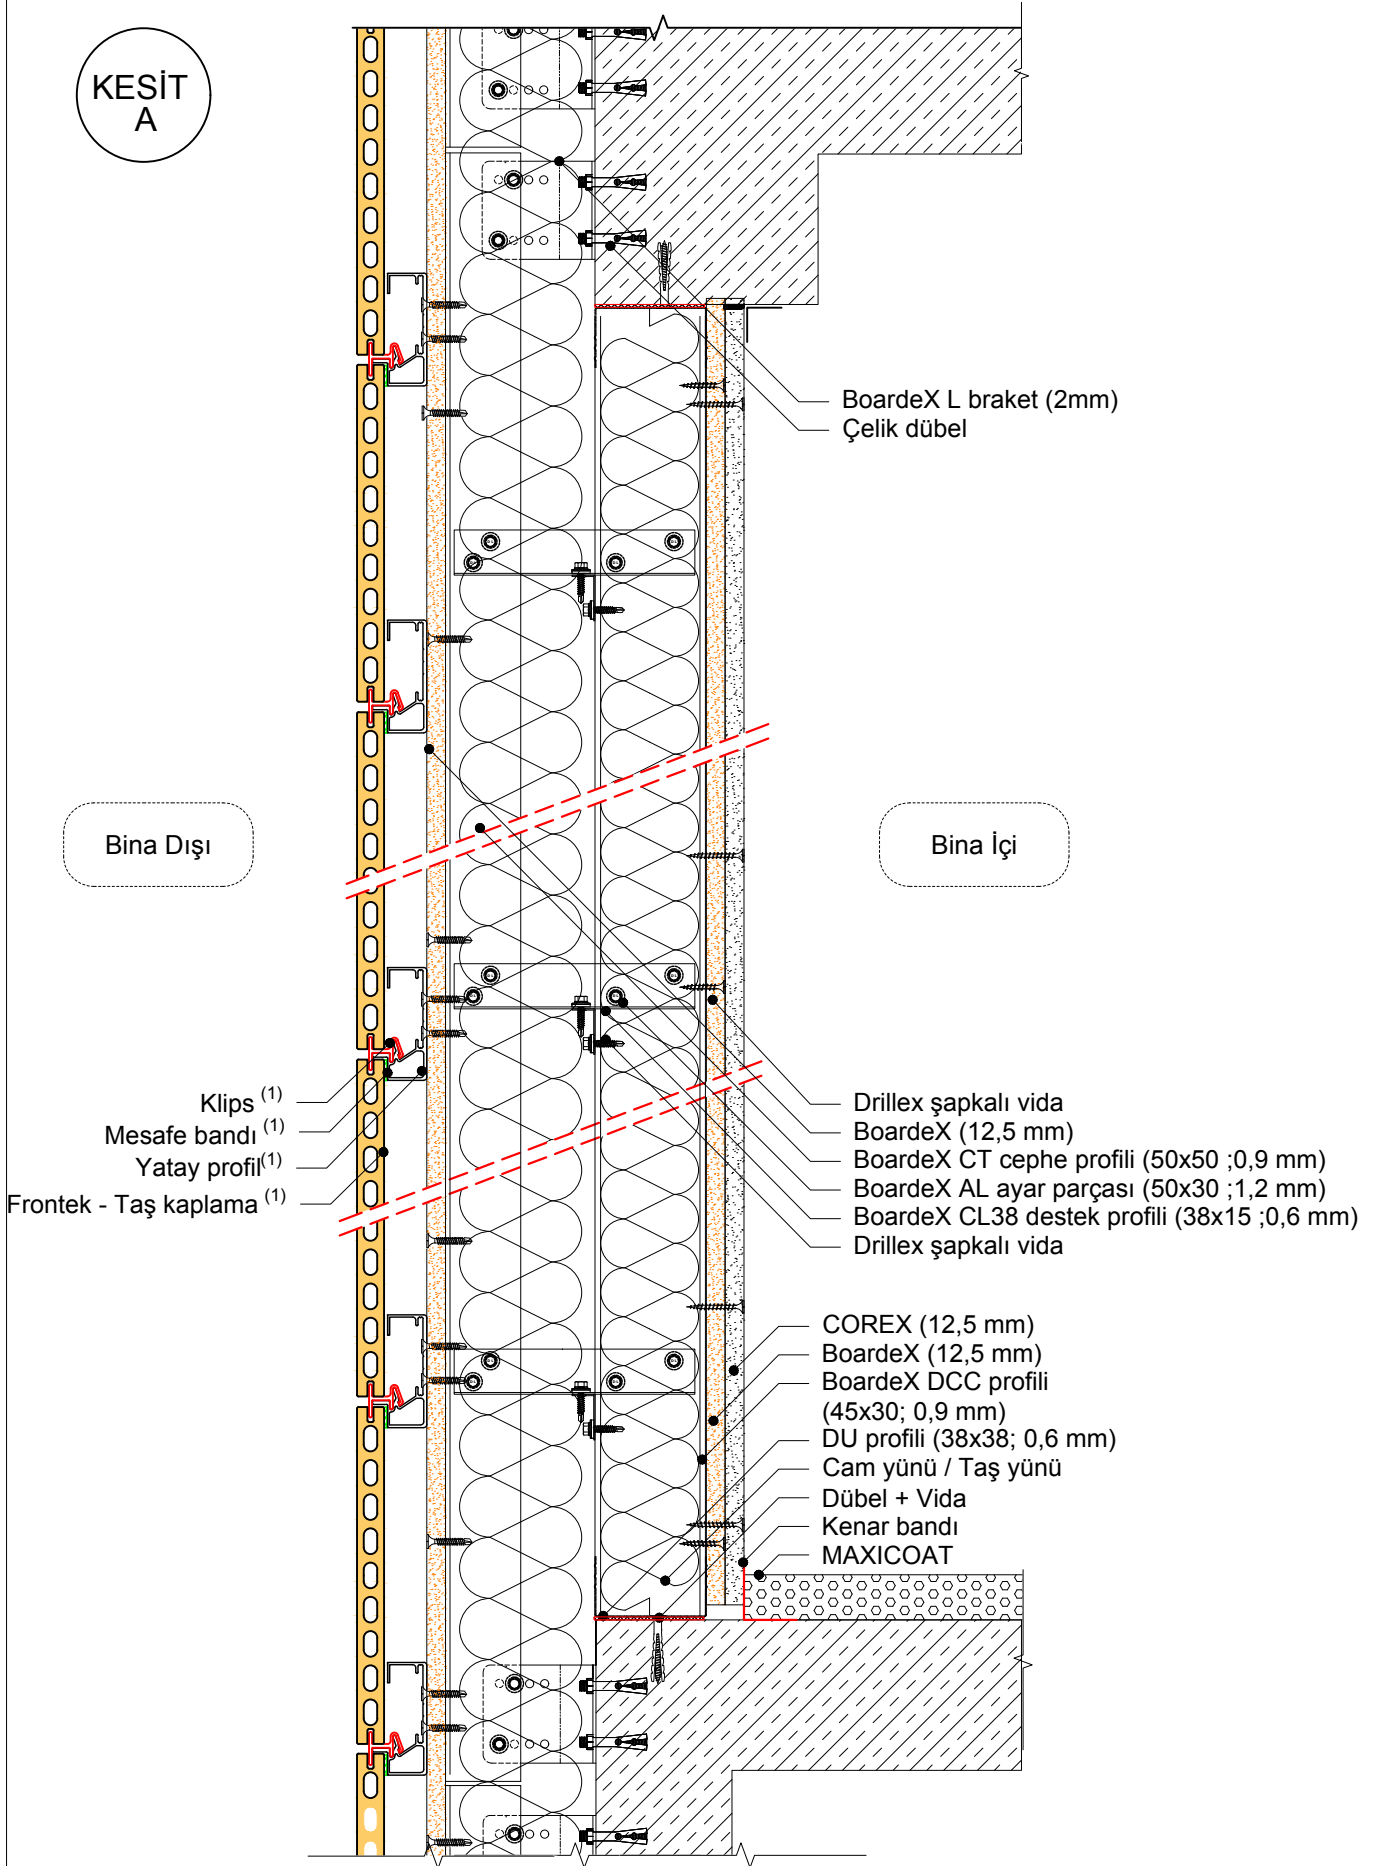 KESİT
A
BoardeX L braket (2mm)
Çelik dübel
Bina Dışı
Bina İçi
Klips (1)
Mesafe bandı (1)
Yatay profil(1)
Frontek - Taş kaplama (1)
Drillex şapkalı vida
BoardeX (12,5 mm)
BoardeX CT cephe profili (50x50 ;0,9 mm)
BoardeX AL ayar parçası (50x30 ;1,2 mm)
BoardeX CL38 destek profili (38x15 ;0,6 mm)
Drillex şapkalı vida
COREX (12,5 mm)
BoardeX (12,5 mm)
BoardeX DCC profili
(45x30; 0,9 mm)
DU profili (38x38; 0,6 mm)
Cam yünü / Taş yünü
Dübel + Vida
Kenar bandı
MAXICOAT